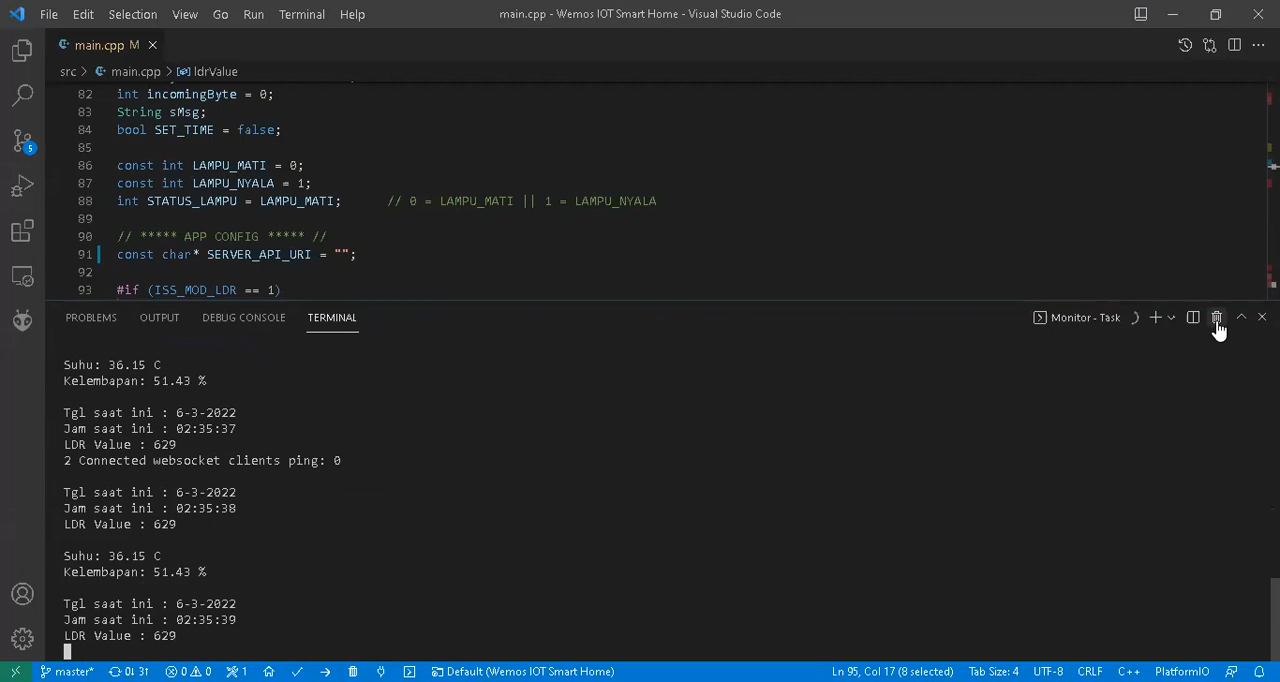 File Edit Selection View Go Run Terminal Help main.cpp - Wemos IOT Smart Home - Visual Studio Code
main.cpp M
src > main.cpp > ldrValue
82 int incomingByte = 0;
83 String sMsg;
84 bool SET_TIME = false;
85
86 const int LAMPU_MATI = 0;
87 const int LAMPU_NYALA = 1;
88 int STATUS_LAMPU = LAMPU_MATI; // 0 = LAMPU_MATI || 1 = LAMPU_NYALA
89
90 // ***** APP CONFIG ***** //
91 const char* SERVER_API_URI = "";
92
93 #if (ISS_MOD_LDR == 1)
5
PROBLEMS OUTPUT DEBUG CONSOLE TERMINAL Monitor - Task
Suhu: 36.15 C
Kelembapan: 51.43 %
Tgl saat ini : 6-3-2022
Jam saat ini : 02:35:37
LDR Value : 629
2 Connected websocket clients ping: 0
Tgl saat ini : 6-3-2022
Jam saat ini : 02:35:38
LDR Value : 629
Suhu: 36.15 C
Kelembapan: 51.43 %
Tgl saat ini : 6-3-2022
Jam saat ini : 02:35:39
LDR Value : 629
master* 0↓ 3↑ 0 0 1 Default (Wemos IOT Smart Home) Ln 95, Col 17 (8 selected) Tab Size: 4 UTF-8 CRLF C++ PlatformIO